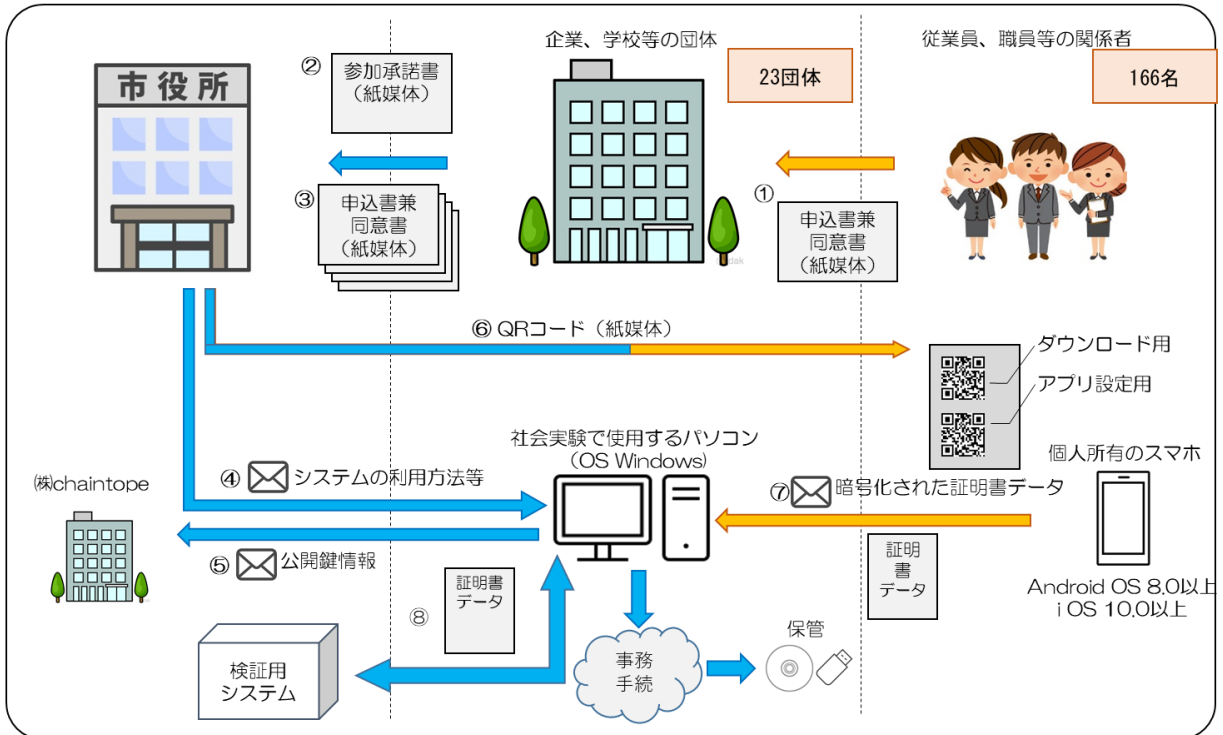 企業、学校等の団体
従業員、職員等の関係者
市役所
②
参加承諾書
（紙媒体）
23団体
166名
③
申込書兼
同意書
（紙媒体）
①
申込書兼
同意書
（紙媒体）
dak
⑥ QRコード（紙媒体）
ダウンロード用
アプリ設定用
社会実験で使用するパソコン
（OS Windows）
個人所有のスマホ
④
システムの利用方法等
⑦
暗号化された証明書データ
㈱chaintope
⑤
公開鍵情報
証明
書
データ
証明書
データ
⑧
Android OS 8.0以上
i OS 10.0以上
保管
事務
手続
検証用
システム